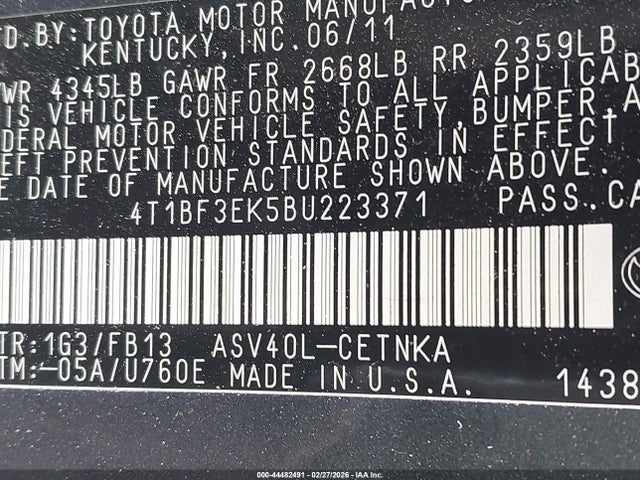 FD.BY:TOYOTA MOTOR MANUFACTU
KENTUCKY, INC. 06/11
VWR 4345LB GAWR FR 2668LB RR 2359LB
IS VEHICLE CONFORMS TO ALL APPLICAB
DERAL MOTOR VEHICLE SAFETY, BUMPER, A
EFT PREVENTION STANDARDS IN EFFECT
E DATE OF MANUFACTURE SHOWN ABOVE.
4T1BF3EK5BU223371 PASS.CA
TR:1G3/FB13 ASV40L-CETNKA
TM:-05A/U760E MADE IN U.S.A. 1438
000-44482491 - 02/27/2026 - IAA Inc.